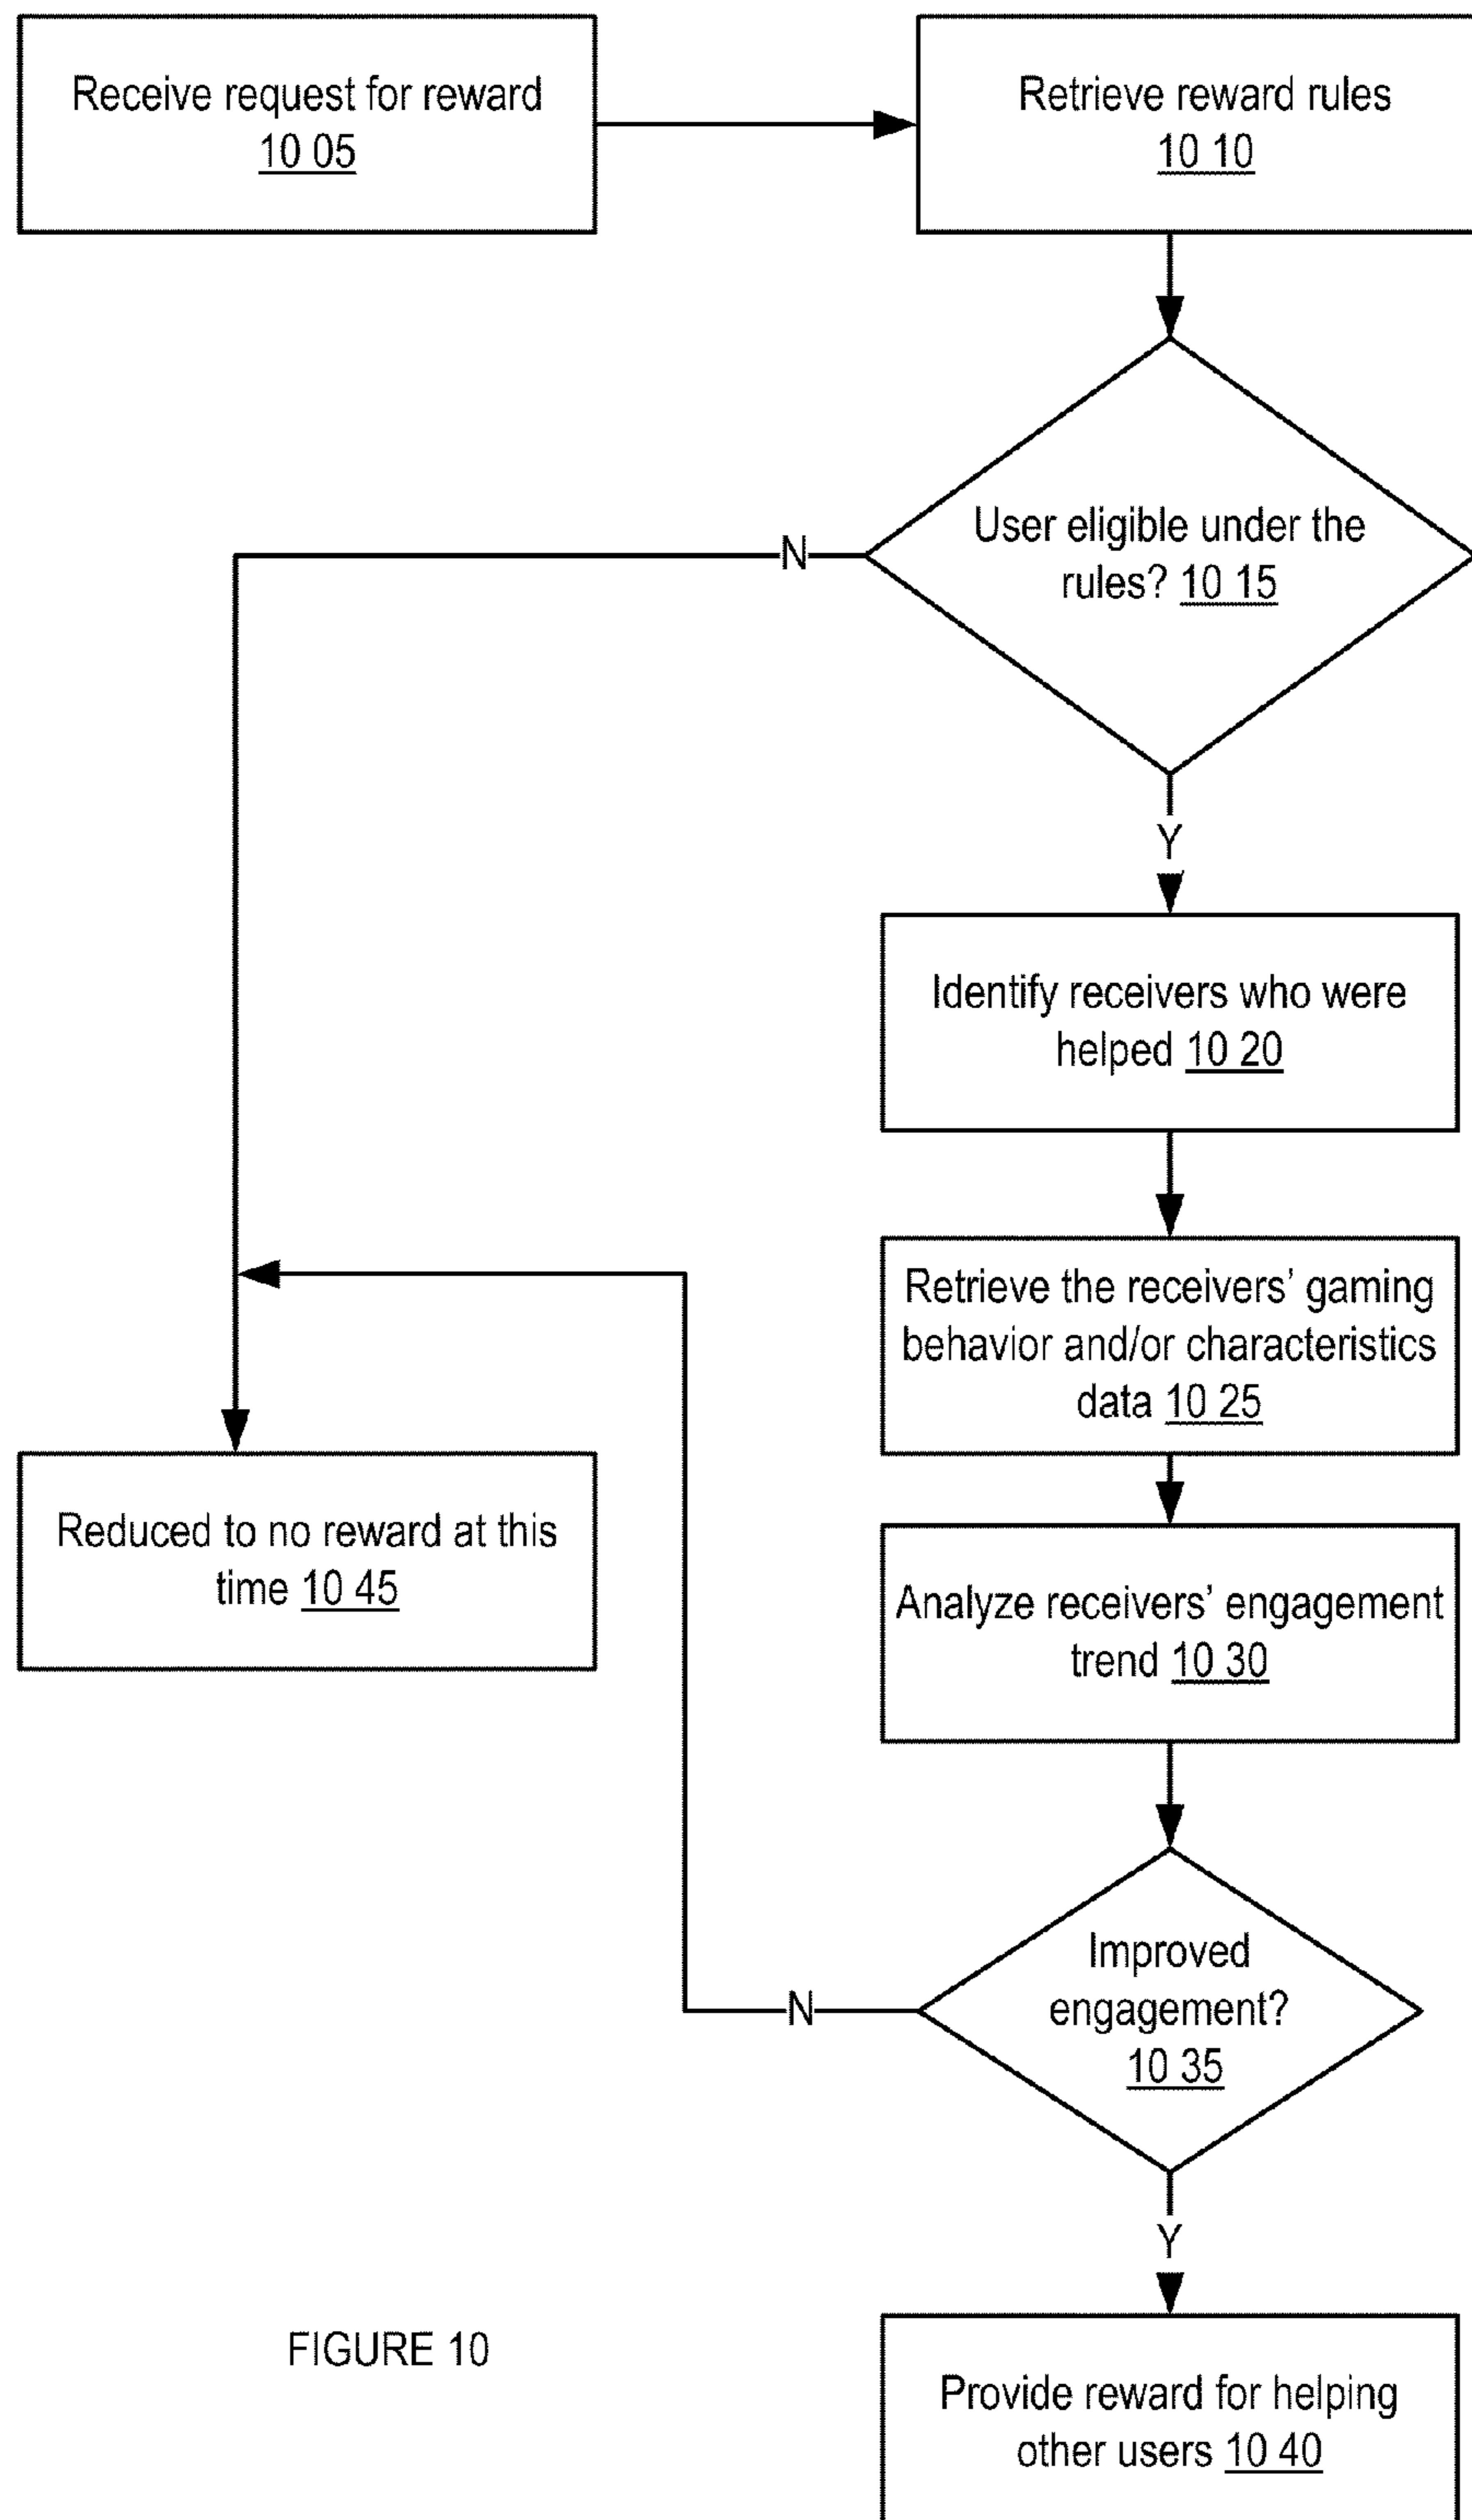 Receive request for reward
10 05
Retrieve reward rules
10 10
User eligible under the
rules? 10 15
N
Y
Identify receivers who were
helped 10 20
Retrieve the receivers' gaming
behavior and/or characteristics
data 10 25
Reduced to no reward at this
time 10 45
Analyze receivers' engagement
trend 10 30
Improved
engagement?
10 35
N
Y
FIGURE 10
Provide reward for helping
other users 10 40